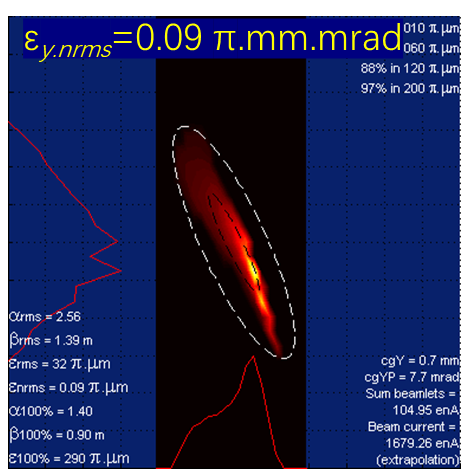 εy.nrms=0.09 π.mm.mrad
010 π.μm
060 π.μm
88% in 120 π.μm
97% in 200 π.μm
αrms = 2.56
βrms = 1.39 m
εrms = 32 π.μm
εnrms = 0.09 π.μm
α100% = 1.40
β100% = 0.90 m
ε100% = 290 π.μm
cgY = 0.7 mm
cgYP = 7.7 mrad
Sum beamlets =
104.95 enA
Beam current =
1679.26 enA
(extrapolation)